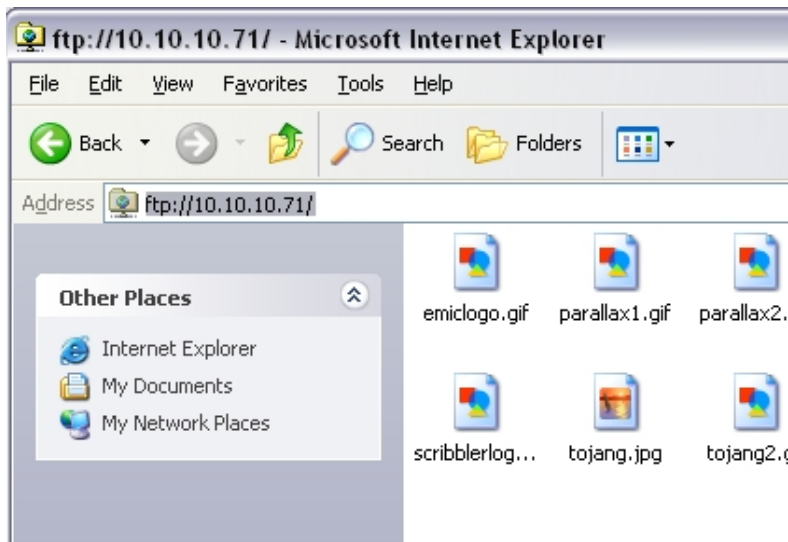 ftp://10.10.10.71/ - Microsoft Internet Explorer
File Edit View Favorites Tools Help
Back Search Folders
Address ftp://10.10.10.71/
Other Places
Internet Explorer
My Documents
My Network Places
emiclogo.gif parallax1.gif parallax2.
scribblerlog... tojang.jpg tojang2.g